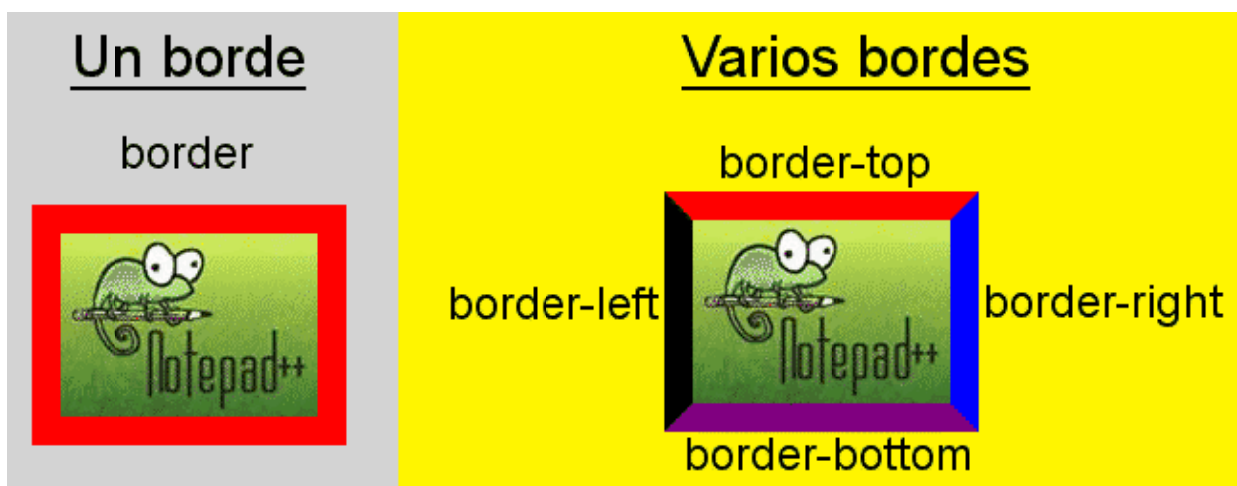 Un borde
border
Notepad++
Varios bordes
border-top
border-left
Notepad++
border-right
border-bottom